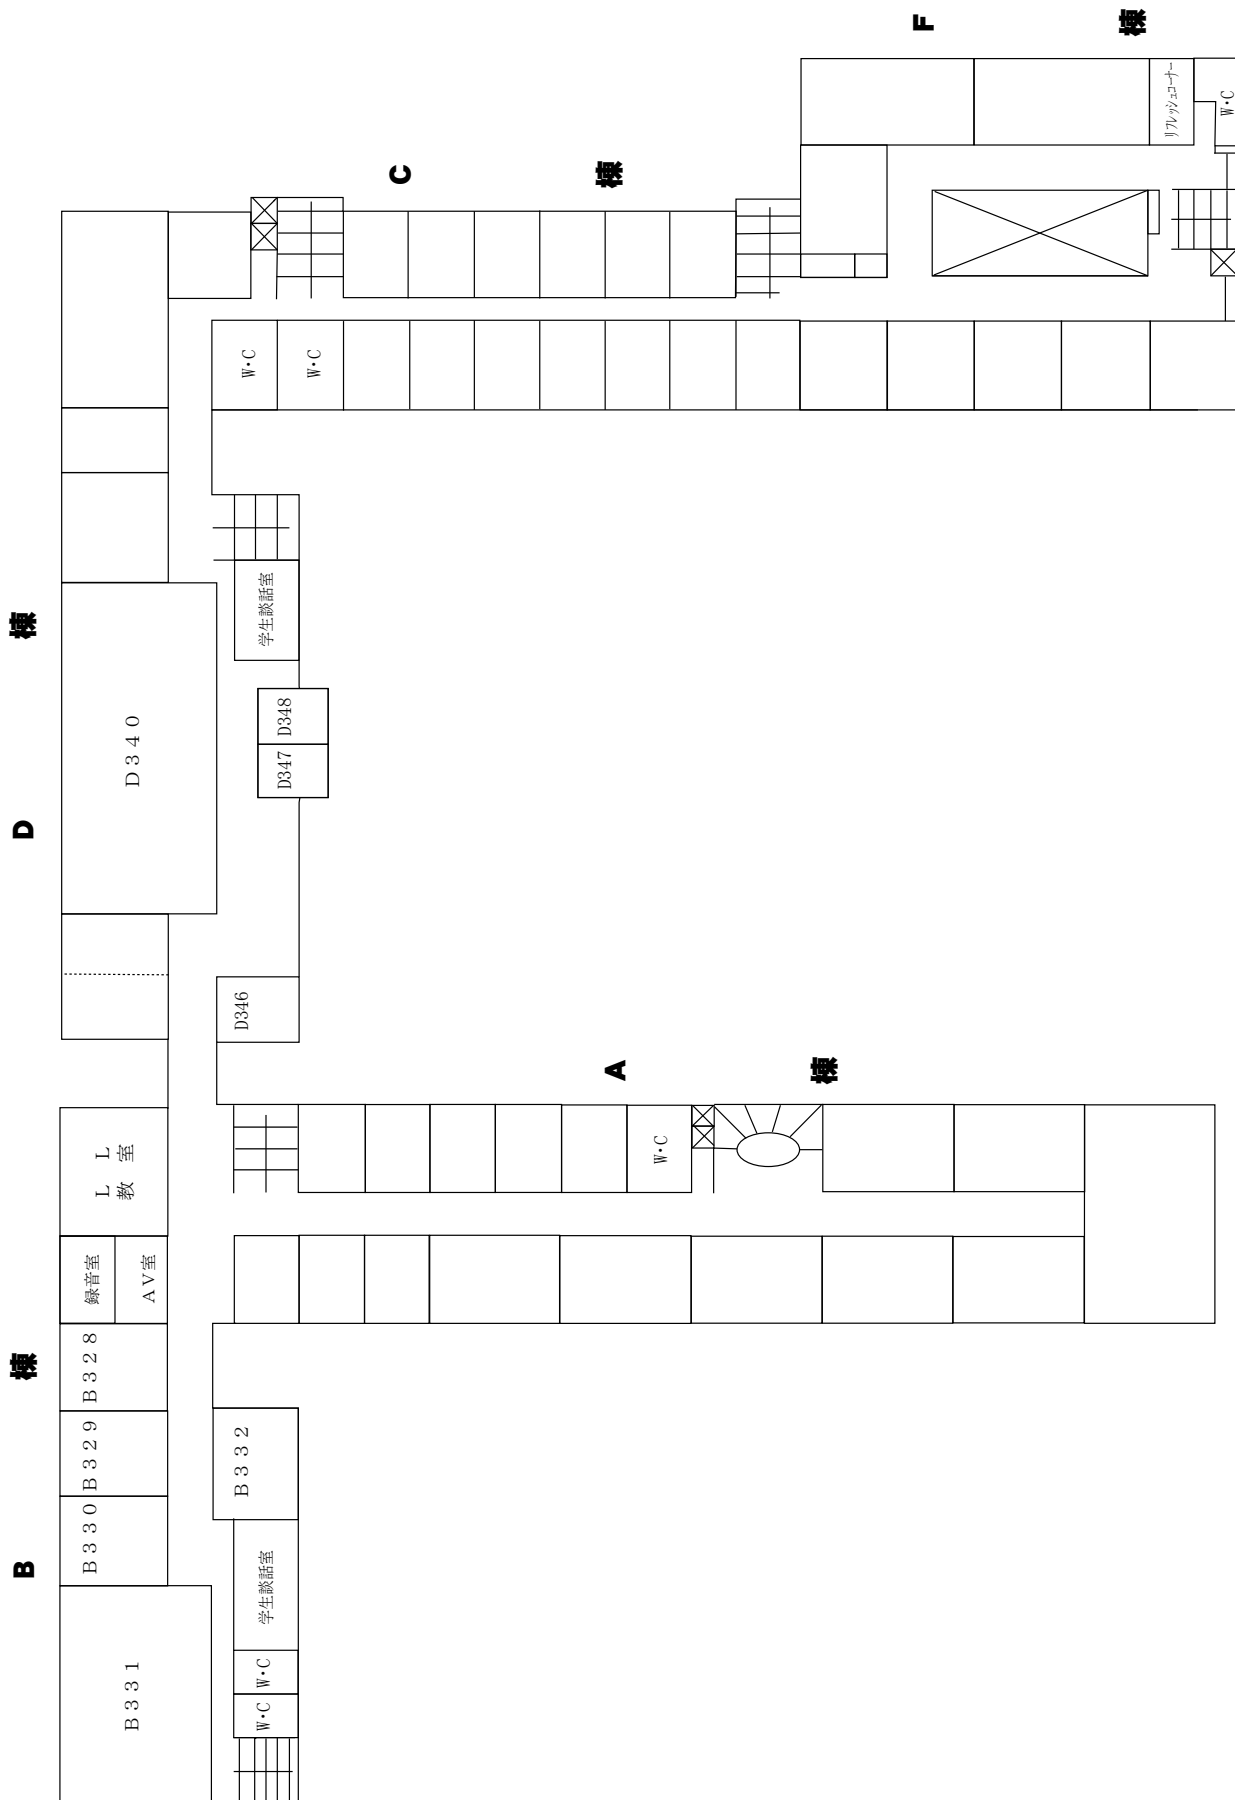 B 棟
D 棟
F 棟
C 棟
A 棟
B331
B330
B329
B328
録音室
AV室
LL
教室
D340
B332
学生談話室
W・C
W・C
D346
D347
D348
学生談話室
W・C
W・C
W・C
リフレッシュコーナー
W・C